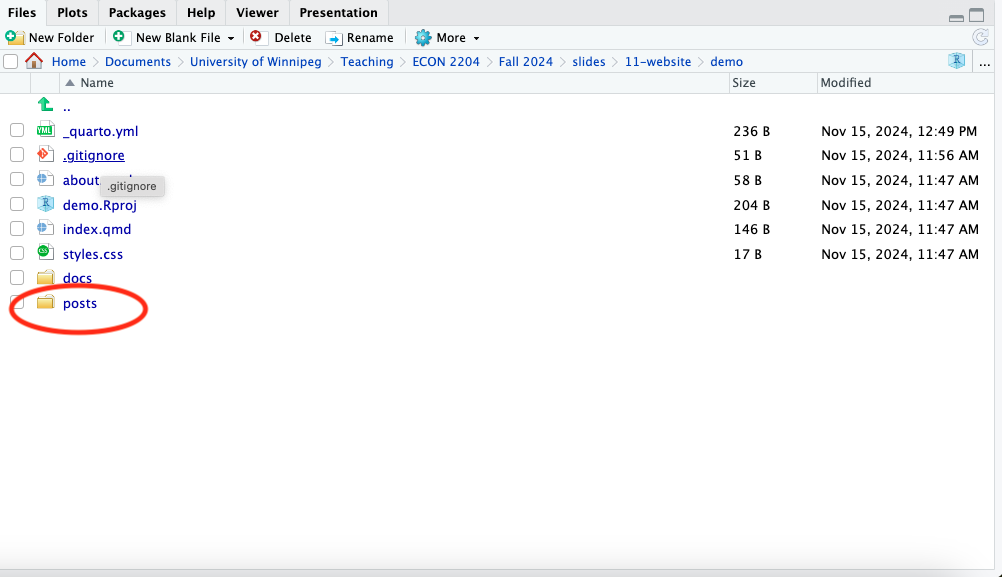 Files Plots Packages Help Viewer Presentation
New Folder New Blank File Delete Rename More
Home Documents University of Winnipeg Teaching ECON 2204 Fall 2024 slides 11-website demo ...
Name Size Modified
..
YML _quarto.yml 236 B Nov 15, 2024, 12:49 PM
.gitignore 51 B Nov 15, 2024, 11:56 AM
about 58 B Nov 15, 2024, 11:47 AM
.gitignore
R demo.Rproj 204 B Nov 15, 2024, 11:47 AM
index.qmd 146 B Nov 15, 2024, 11:47 AM
CSS styles.css 17 B Nov 15, 2024, 11:47 AM
docs
posts